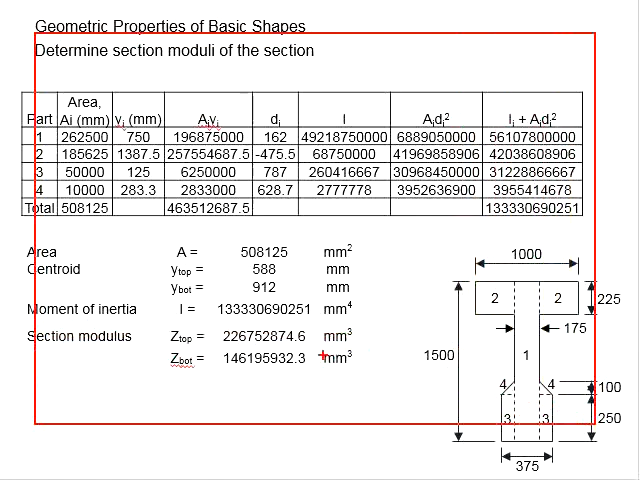 Geometric Properties of Basic Shapes
Determine section moduli of the section
Area,
Part Ai (mm) yᵢ (mm) Aᵢyᵢ dᵢ I Aᵢdᵢ² Iᵢ + Aᵢdᵢ²
1 262500 750 196875000 162 49218750000 6889050000 56107800000
2 185625 1387.5 257554687.5 -475.5 68750000 41969858906 42038608906
3 50000 125 6250000 787 260416667 30968450000 31228866667
4 10000 283.3 2833000 628.7 2777778 3952636900 3955414678
Total 508125 463512687.5 133330690251
Area A = 508125 mm²
Centroid ytop = 588 mm
ybot = 912 mm
Moment of inertia I = 133330690251 mm⁴
Section modulus Ztop = 226752874.6 mm³
Zbot = 146195932.3 mm³
1000
2 2 225
175
1500 1
4 4 100
3 3 250
375